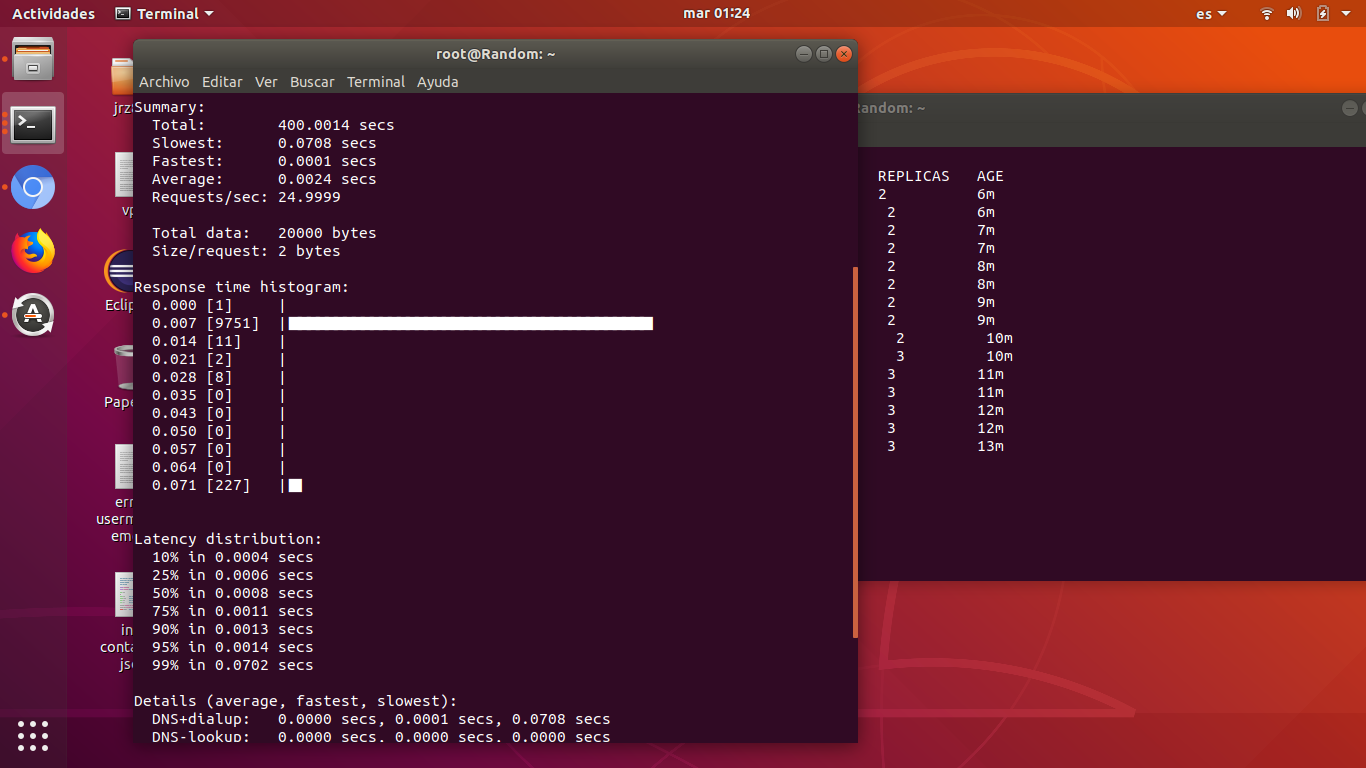 Actividades
Terminal
mar 01:24
es
root@Random: ~
Archivo Editar Ver Buscar Terminal Ayuda
Summary:
Total: 400.0014 secs
Slowest: 0.0708 secs
Fastest: 0.0001 secs
Average: 0.0024 secs
Requests/sec: 24.9999
Total data: 20000 bytes
Size/request: 2 bytes
Response time histogram:
0.000 [1] |
0.007 [9751] |
0.014 [11] |
0.021 [2] |
0.028 [8] |
0.035 [0] |
0.043 [0] |
0.050 [0] |
0.057 [0] |
0.064 [0] |
0.071 [227] |
Latency distribution:
10% in 0.0004 secs
25% in 0.0006 secs
50% in 0.0008 secs
75% in 0.0011 secs
90% in 0.0013 secs
95% in 0.0014 secs
99% in 0.0702 secs
Details (average, fastest, slowest):
DNS+dialup: 0.0000 secs, 0.0001 secs, 0.0708 secs
DNS-lookup: 0.0000 secs, 0.0000 secs, 0.0000 secs
andom: ~
REPLICAS AGE
2 6m
2 6m
2 7m
2 7m
2 8m
2 8m
2 9m
2 9m
2 10m
3 10m
3 11m
3 11m
3 12m
3 12m
3 13m
jrz
vp
Eclip
Pape
err
userm
em
in
conta
jso